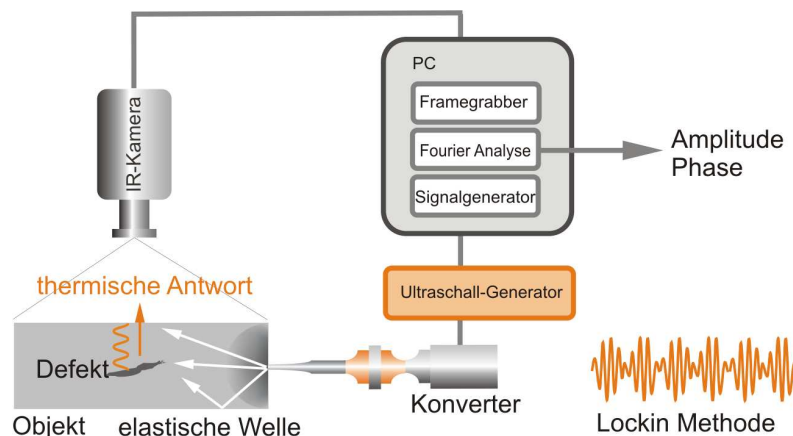 PC
IR-Kamera
Framegrabber
Fourier Analyse
Signalgenerator
Amplitude
Phase
thermische Antwort
Ultraschall-Generator
Defekt
Konverter
Objekt
elastische Welle
Lockin Methode